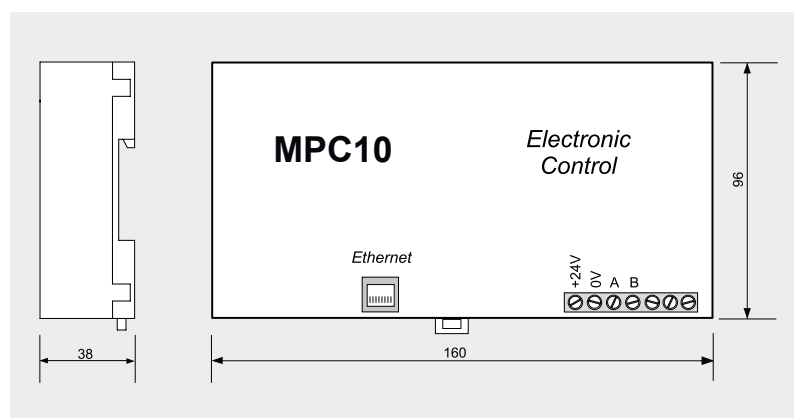 MPC10
Electronic
Control
96
Ethernet
+24V
0V
A
B
38
160